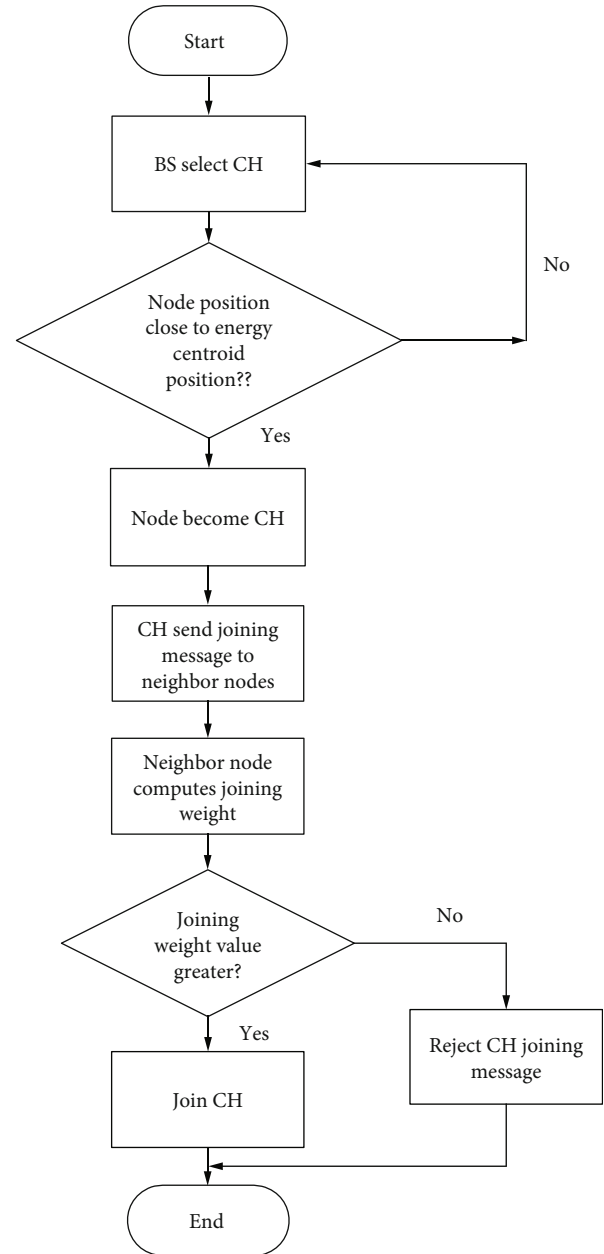 Start
BS select CH
No
Node position
close to energy
centroid
position??
Yes
Node become CH
CH send joining
message to
neighbor nodes
Neighbor node
computes joining
weight
Joining
weight value
greater?
No
Yes
Reject CH joining
message
Join CH
End